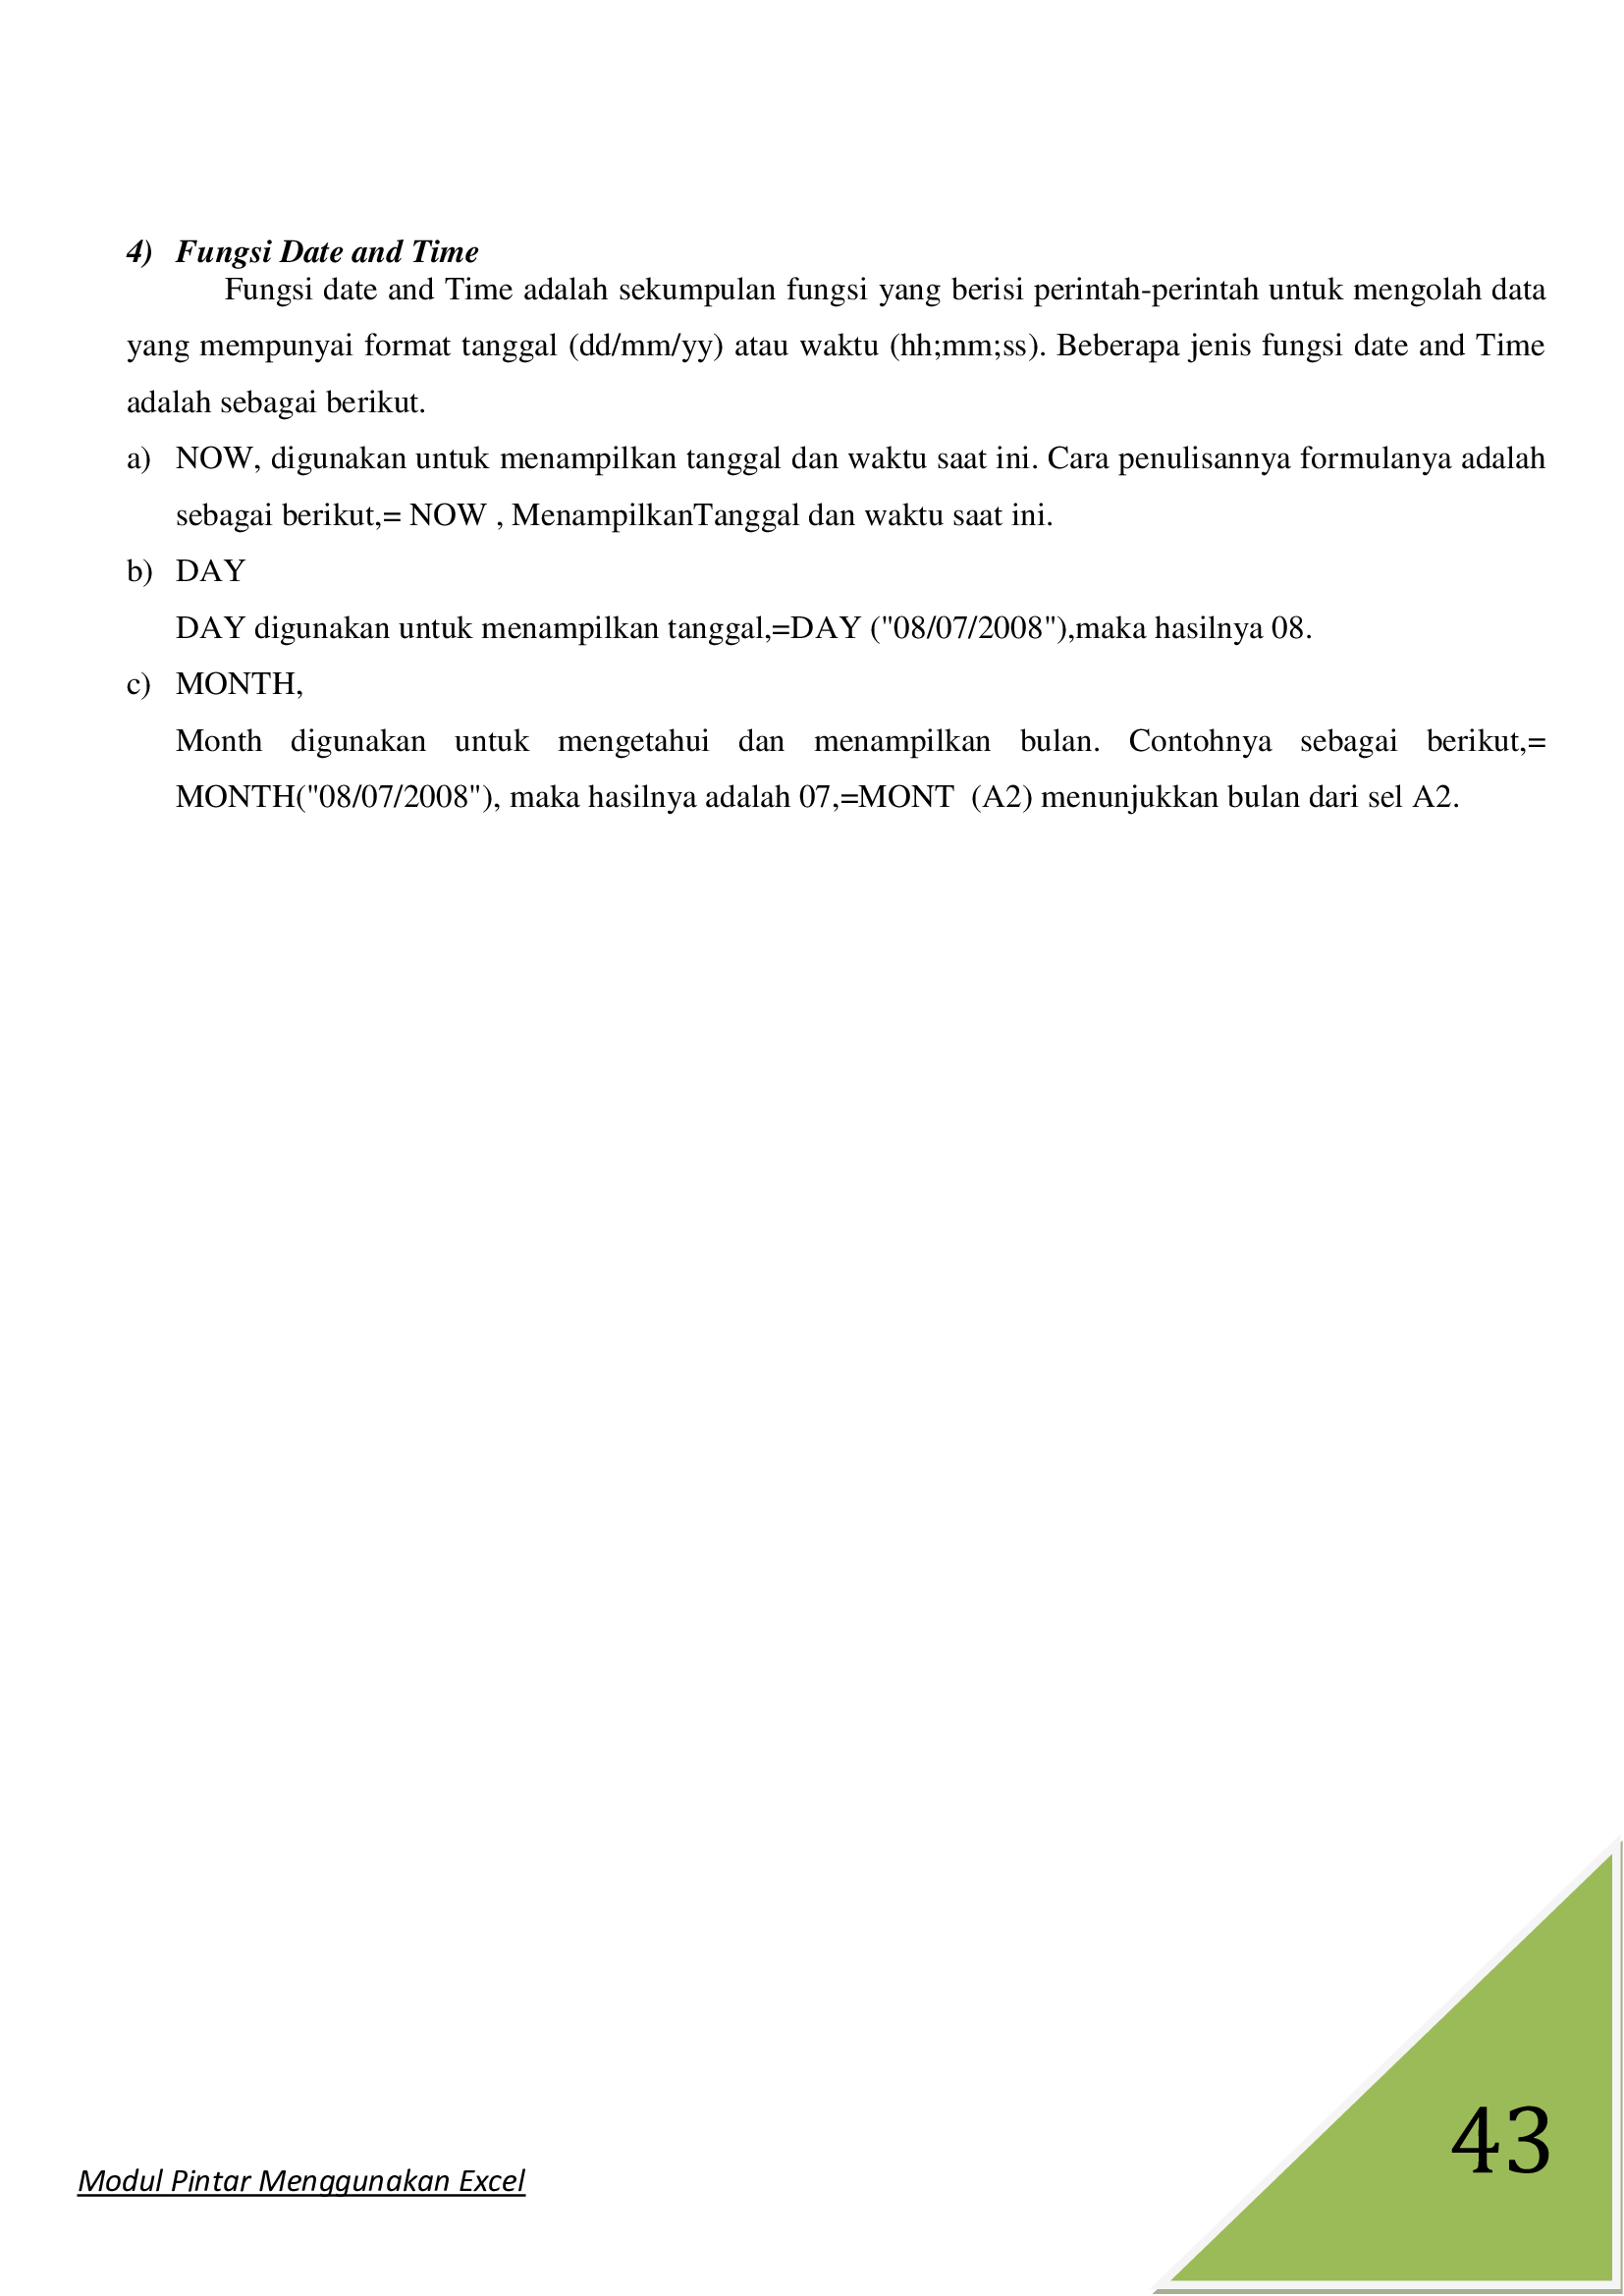 4) Fungsi Date and Time
Fungsi date and Time adalah sekumpulan fungsi yang berisi perintah-perintah untuk mengolah data
yang mempunyai format tanggal (dd/mm/yy) atau waktu (hh;mm;ss). Beberapa jenis fungsi date and Time
adalah sebagai berikut.
a) NOW, digunakan untuk menampilkan tanggal dan waktu saat ini. Cara penulisannya formulanya adalah
sebagai berikut,= NOW , MenampilkanTanggal dan waktu saat ini.
b) DAY
DAY digunakan untuk menampilkan tanggal,=DAY ("08/07/2008"),maka hasilnya 08.
c) MONTH,
Month digunakan untuk mengetahui dan menampilkan bulan. Contohnya sebagai berikut,=
MONTH("08/07/2008"), maka hasilnya adalah 07,=MONT (A2) menunjukkan bulan dari sel A2.
43
Modul Pintar Menggunakan Excel